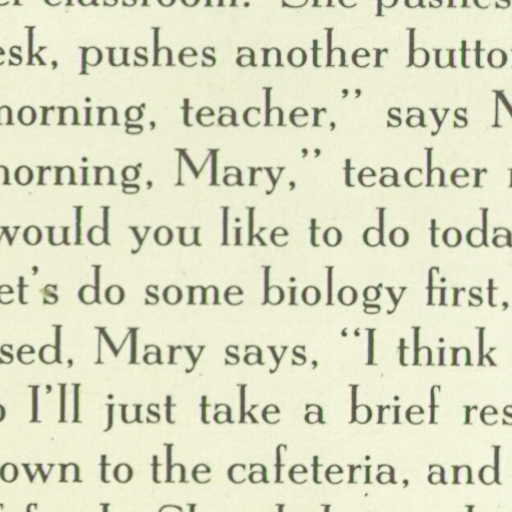 classroom. She pushes
esk, pushes another butto
norning, teacher,” says
norning, Mary,” teacher
would you like to do toda
et's do some biology first,
sed, Mary says, “I think
I'll just take a brief res
own to the cafeteria, and